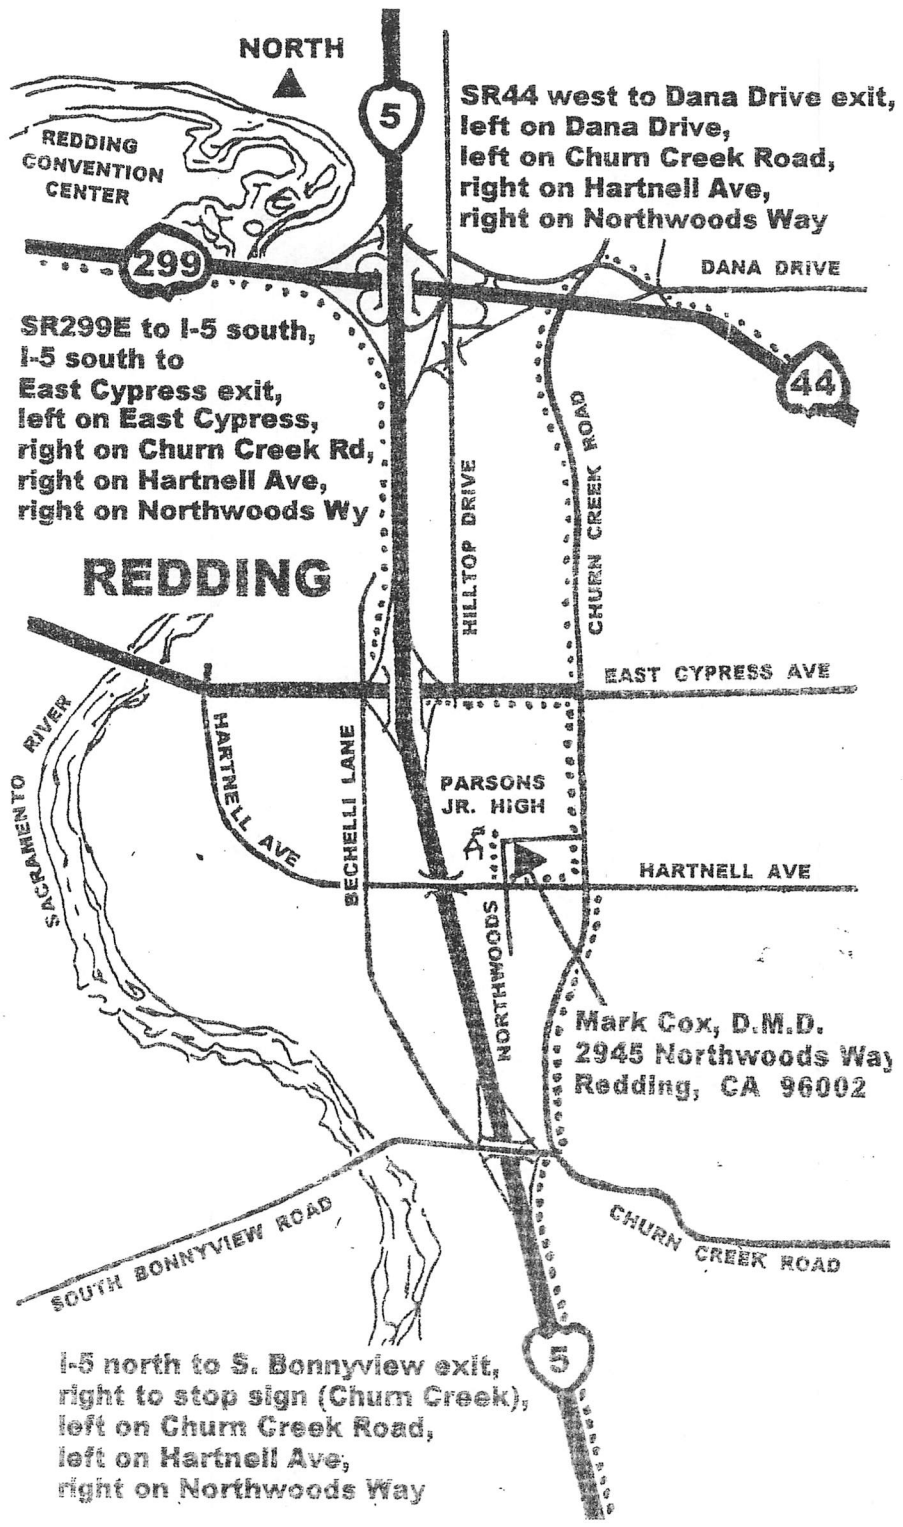 NORTH
5
SR44 west to Dana Drive exit,
left on Dana Drive,
left on Churn Creek Road,
right on Hartnell Ave,
right on Northwoods Way
REDDING
CONVENTION
CENTER
299
DANA DRIVE
SR299E to I-5 south,
I-5 south to
East Cypress exit,
left on East Cypress,
right on Churn Creek Rd,
right on Hartnell Ave,
right on Northwoods Wy
44
CHURN CREEK ROAD
HILLTOP DRIVE
REDDING
EAST CYPRESS AVE
SACRAMENTO RIVER
HARTNELL AVE
BECHELLI LANE
PARSONS
JR. HIGH
HARTNELL AVE
NORTHWOODS
Mark Cox, D.M.D.
2945 Northwoods Way
Redding, CA 96002
SOUTH BONNYVIEW ROAD
CHURN CREEK ROAD
5
I-5 north to S. Bonnyview exit,
right to stop sign (Churn Creek),
left on Churn Creek Road,
left on Hartnell Ave,
right on Northwoods Way